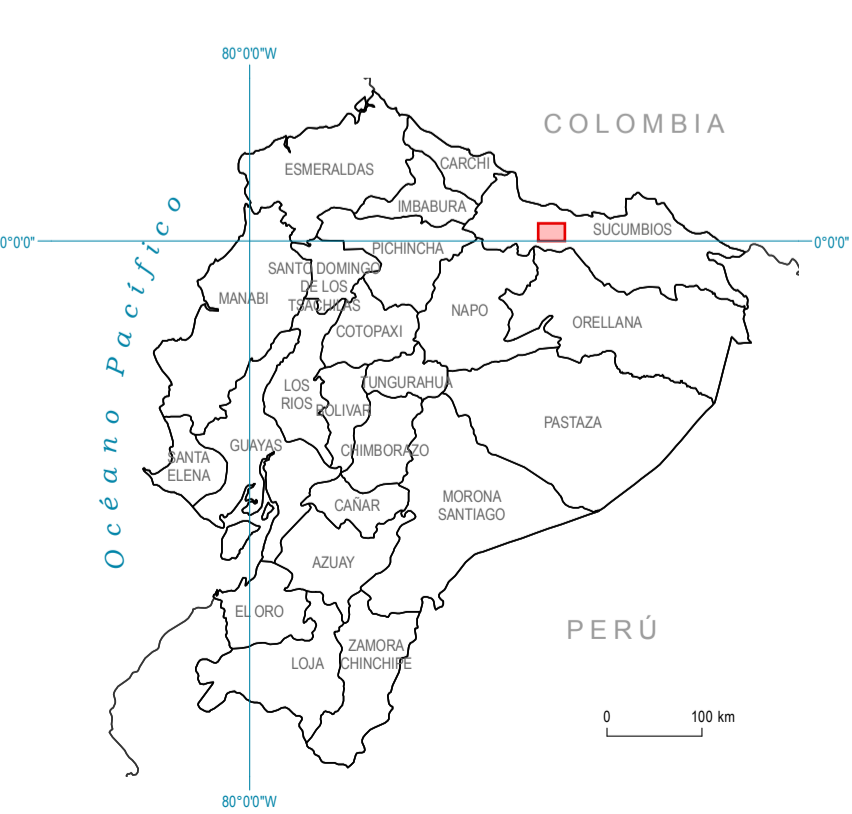 80°0'0"W
COLOMBIA
CARCHI
ESMERALDAS
IMBABURA
SUCUMBIOS
0°0'0"
0°0'0"
PICHINCHA
Océano Pacífico
SANTO DOMINGO
DE LOS
TSACHILAS
MANABI
NAPO
ORELLANA
COTOPAXI
TUNGURAHUA
LOS
RIOS
BOLIVAR
PASTAZA
GUAYAS
CHIMBORAZO
SANTA
ELENA
MORONA
SANTIAGO
CAÑAR
AZUAY
EL ORO
PERÚ
ZAMORA
CHINCHIPE
LOJA
0 100 km
80°0'0"W